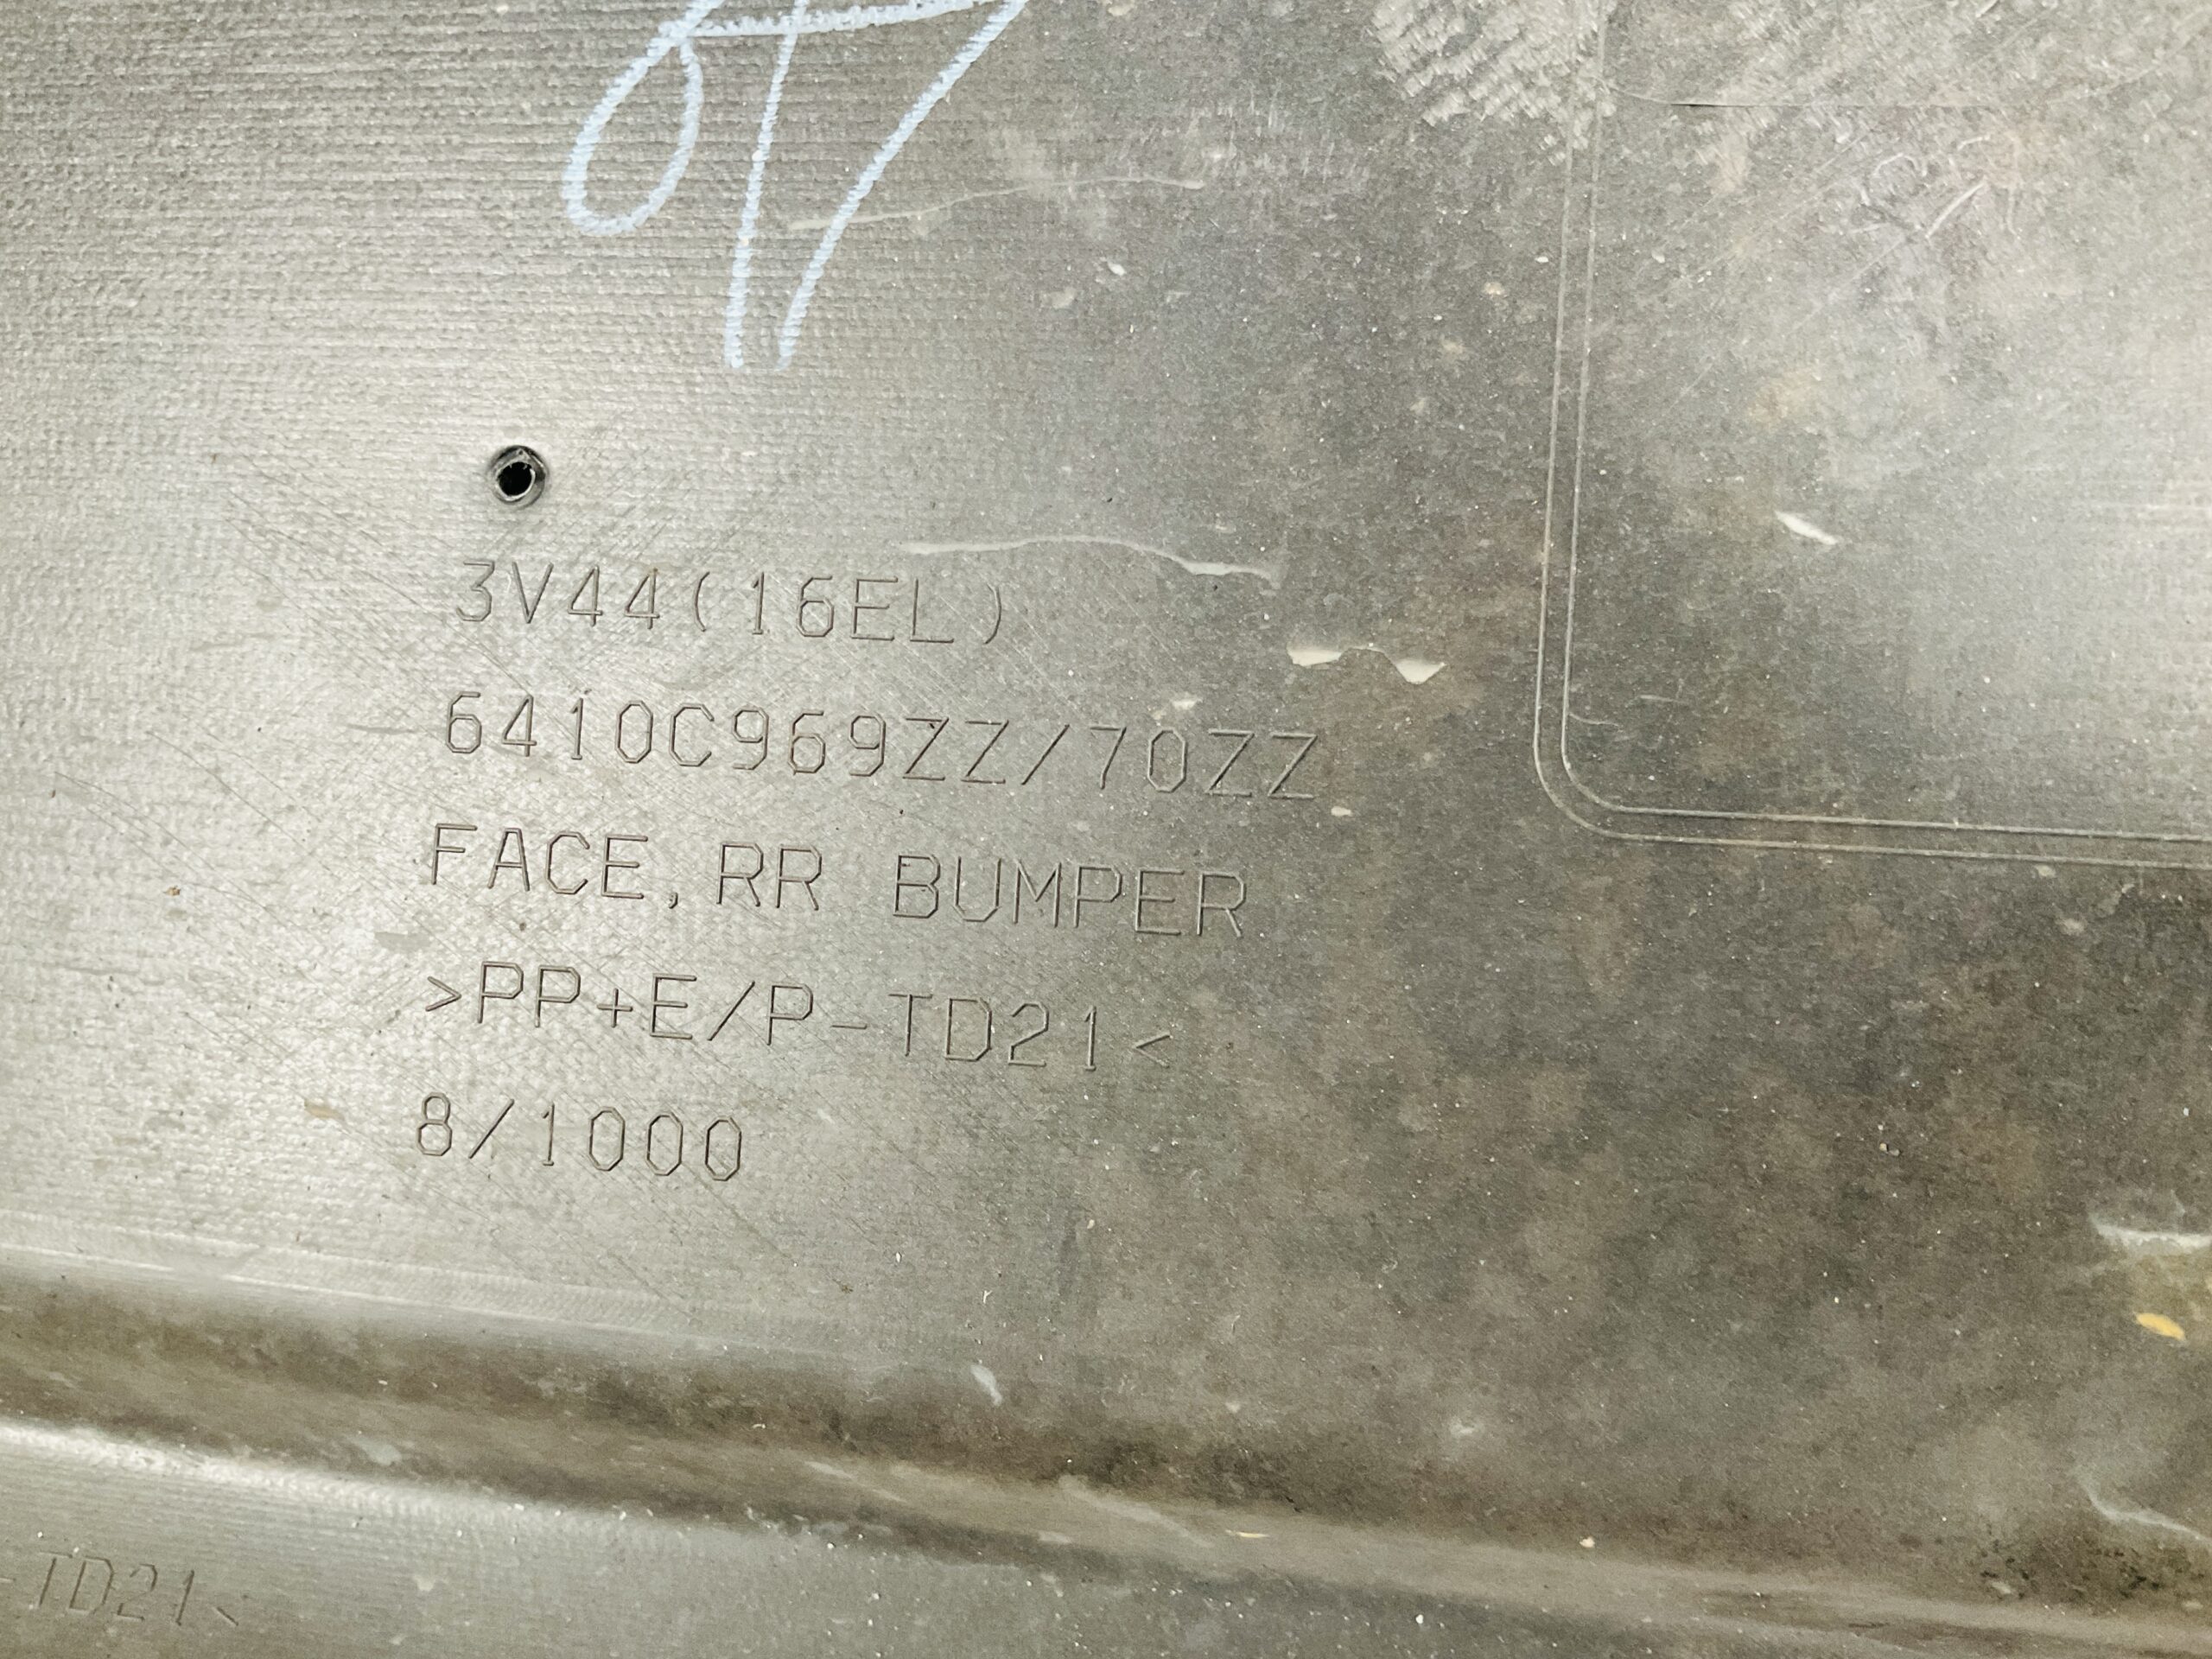 3V44(16EL)
6410C969ZZ/70ZZ
FACE,RR BUMPER
>PP+E/P-TD21<
8/1000
-TD21<